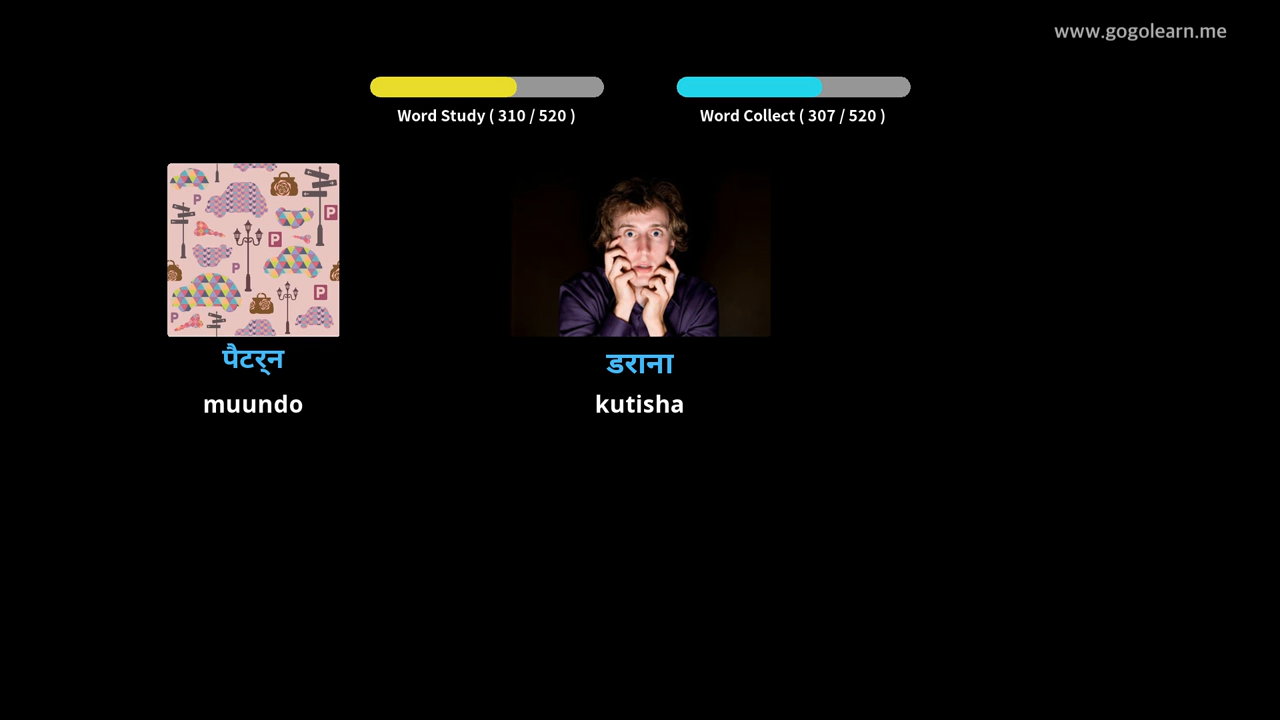 www.gogolearn.me
Word Study ( 310 / 520 )
Word Collect ( 307 / 520 )
P
P
P
P
P
P
पैटर्‌न
muundo
डराना
kutisha